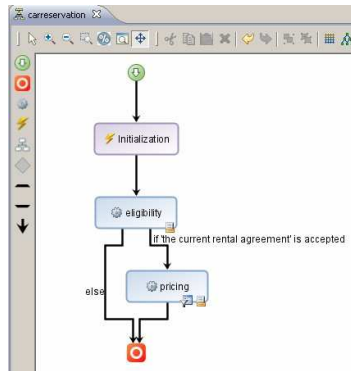 carreservation
Initialization
eligibility
if 'the current rental agreement' is accepted
pricing
else